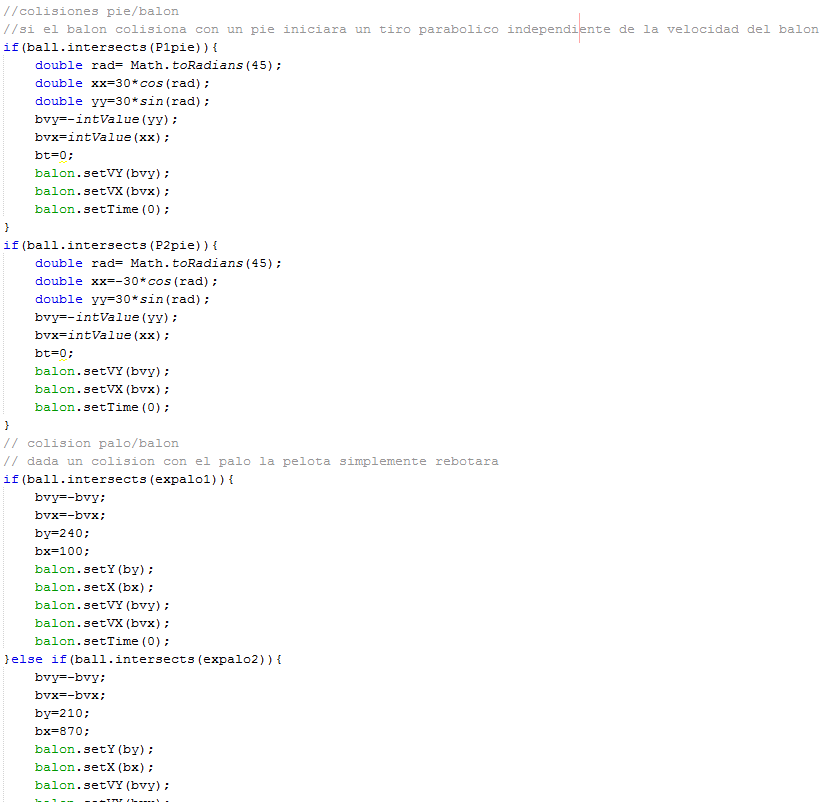 //colisiones pie/balon
//si el balon colisiona con un pie iniciara un tiro parabolico independiente de la velocidad del balon
if(ball.intersects(P1pie)){
    double rad= Math.toRadians(45);
    double xx=30*cos(rad);
    double yy=30*sin(rad);
    bvy=-intValue(yy);
    bvx=intValue(xx);
    bt=0;
    balon.setVY(bvy);
    balon.setVX(bvx);
    balon.setTime(0);
}
if(ball.intersects(P2pie)){
    double rad= Math.toRadians(45);
    double xx=-30*cos(rad);
    double yy=30*sin(rad);
    bvy=-intValue(yy);
    bvx=intValue(xx);
    bt=0;
    balon.setVY(bvy);
    balon.setVX(bvx);
    balon.setTime(0);
}
// colision palo/balon
// dada un colision con el palo la pelota simplemente rebotara
if(ball.intersects(expalo1)){
    bvy=-bvy;
    bvx=-bvx;
    by=240;
    bx=100;
    balon.setY(by);
    balon.setX(bx);
    balon.setVY(bvy);
    balon.setVX(bvx);
    balon.setTime(0);
}else if(ball.intersects(expalo2)){
    bvy=-bvy;
    bvx=-bvx;
    by=210;
    bx=870;
    balon.setY(by);
    balon.setX(bx);
    balon.setVY(bvy);